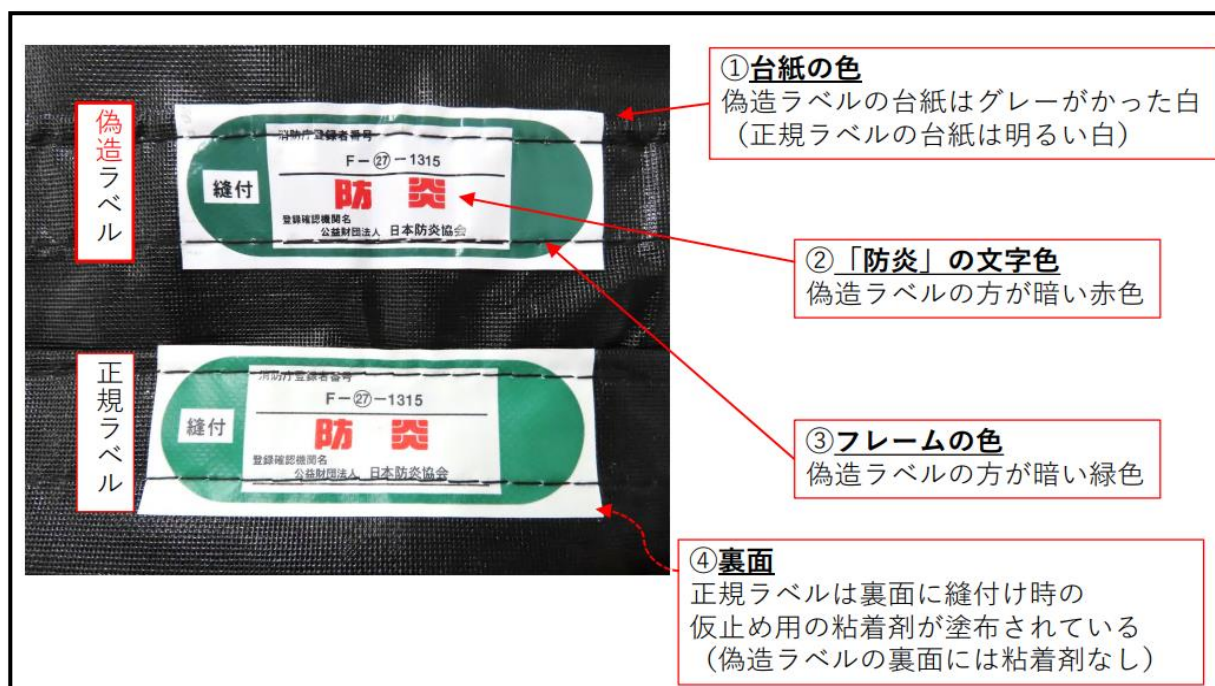 偽造ラベル
消防庁登録者番号
F-㉗-1315
縫付
防炎
登録確認機関名
公益財団法人 日本防炎協会
正規ラベル
消防庁登録者番号
F-㉗-1315
縫付
防炎
登録確認機関名
公益財団法人 日本防炎協会
①台紙の色
偽造ラベルの台紙はグレーがかった白
（正規ラベルの台紙は明るい白）
②「防炎」の文字色
偽造ラベルの方が暗い赤色
③フレームの色
偽造ラベルの方が暗い緑色
④裏面
正規ラベルは裏面に縫付け時の
仮止め用の粘着剤が塗布されている
（偽造ラベルの裏面には粘着剤なし）